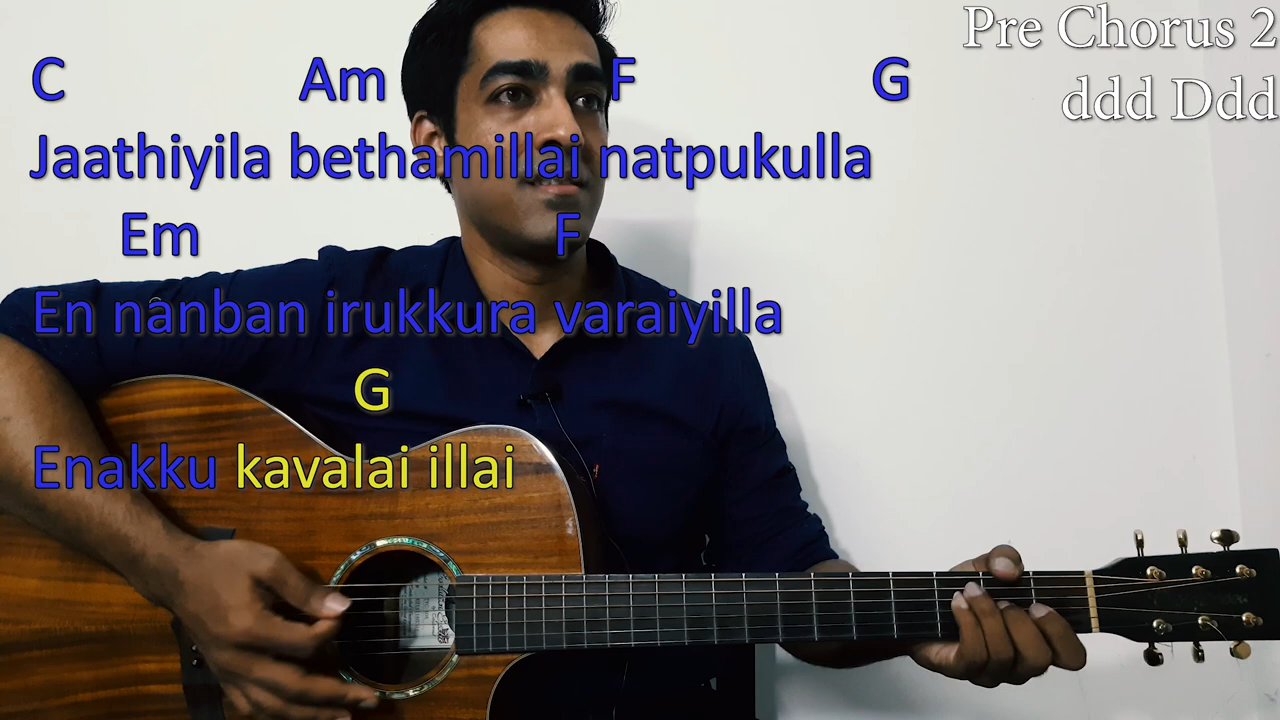 Pre Chorus 2
ddd Ddd
C Am F G
Jaathiyila bethamillai natpukulla
Em F
En nanban irukkura varaiyilla
G
Enakku kavalai illai